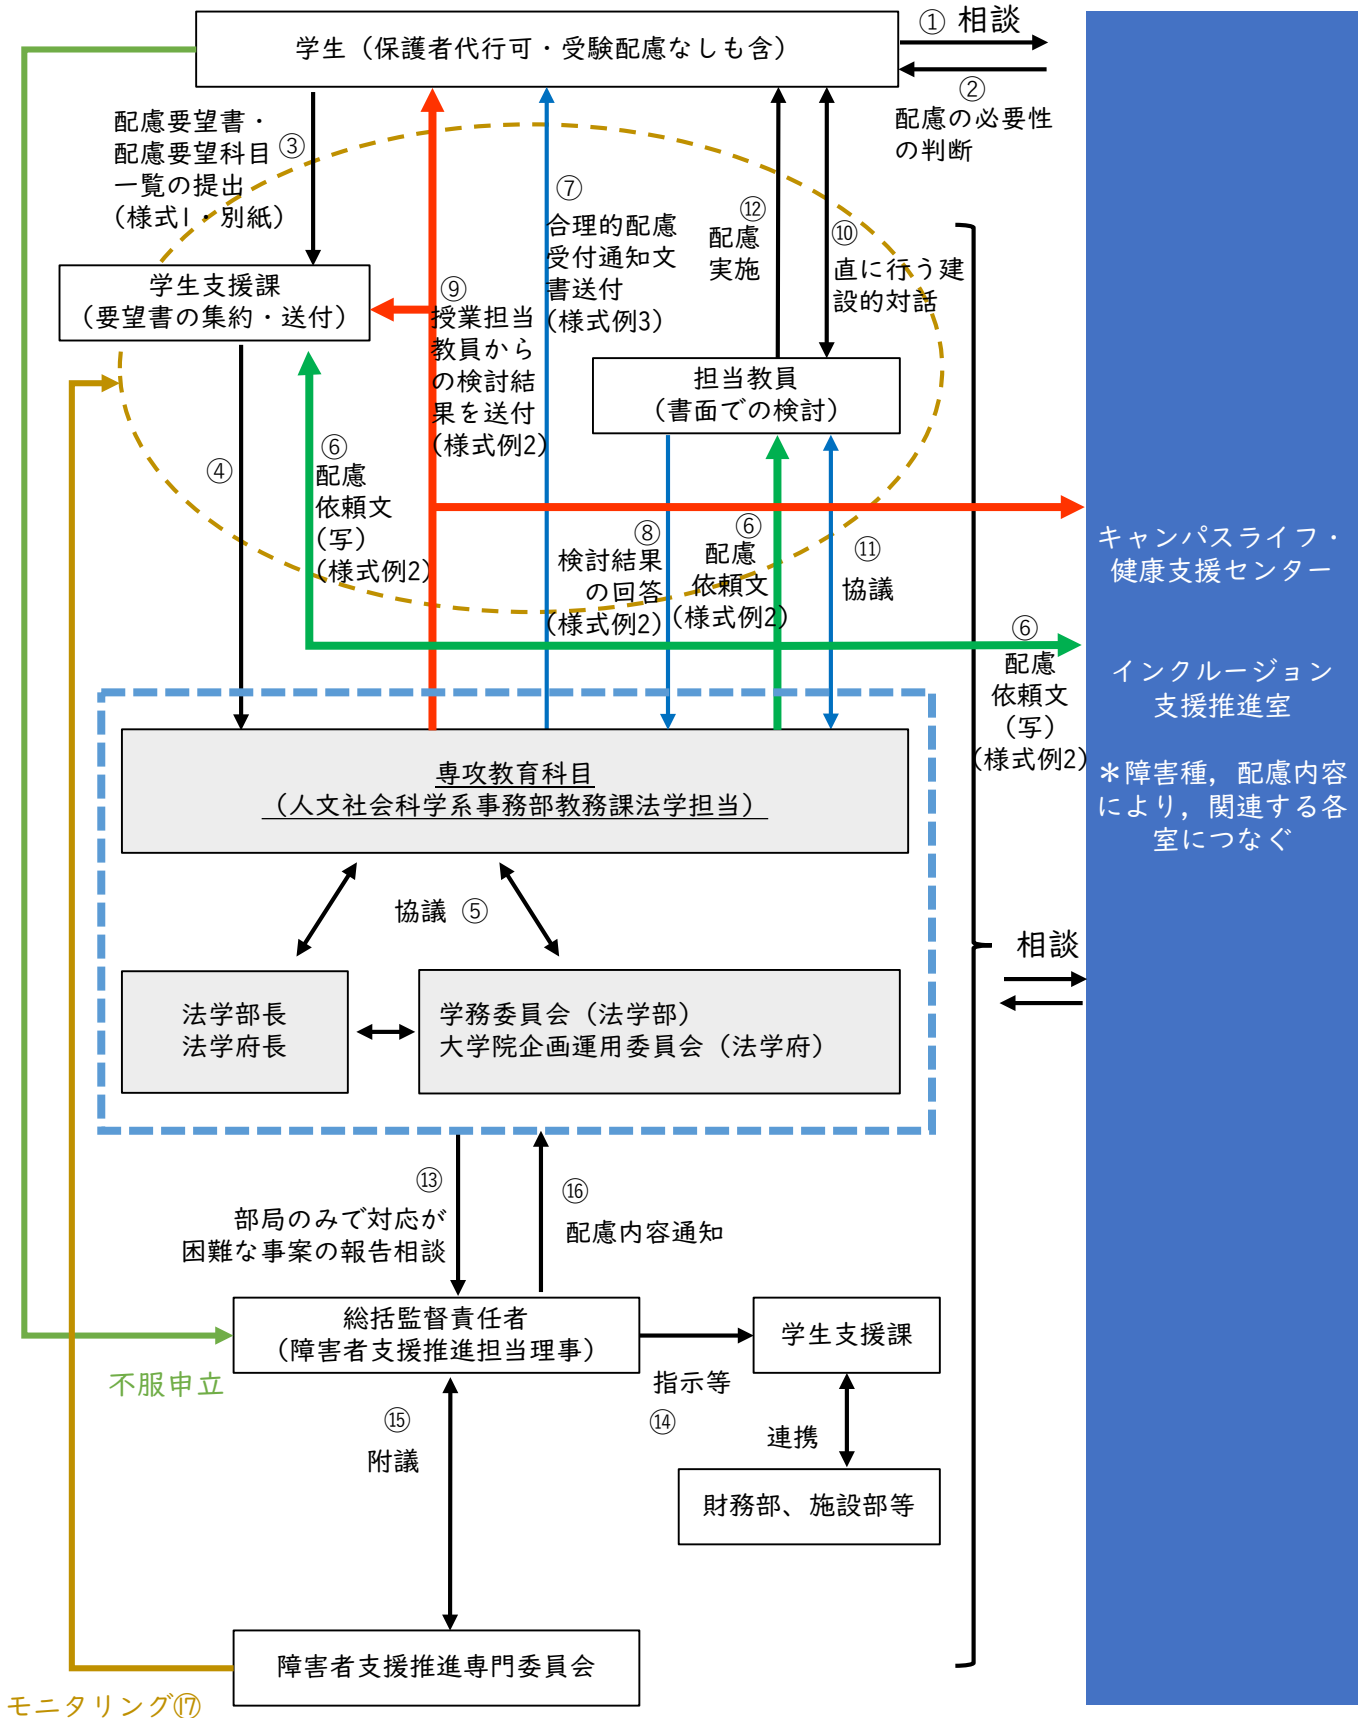 学生（保護者代行可・受験配慮なしも含）
① 相談
②
配慮の必要性
の判断
配慮要望書・
配慮要望科目
一覧の提出
(様式1・別紙)
③
学生支援課
（要望書の集約・送付）
④
⑥
配慮
依頼文
(写)
(様式例2)
⑨
授業担当
教員から
の検討結
果を送付
(様式例2)
⑦
合理的配慮
受付通知文
書送付
(様式例3)
⑫
配慮
実施
⑩
直に行う建
設的対話
担当教員
（書面での検討）
⑧
検討結果
の回答
(様式例2)
⑥
配慮
依頼文
(様式例2)
⑪
協議
⑥
配慮
依頼文
(写)
(様式例2)
キャンパスライフ・
健康支援センター
インクルージョン
支援推進室
＊障害種，配慮内容
により，関連する各
室につなぐ
専攻教育科目
（人文社会科学系事務部教務課法学担当）
協議 ⑤
法学部長
法学府長
学務委員会（法学部）
大学院企画運用委員会（法学府）
相談
⑬
部局のみで対応が
困難な事案の報告相談
⑯
配慮内容通知
総括監督責任者
（障害者支援推進担当理事）
学生支援課
不服申立
指示等
⑭
⑮
附議
連携
財務部、施設部等
障害者支援推進専門委員会
モニタリング⑰